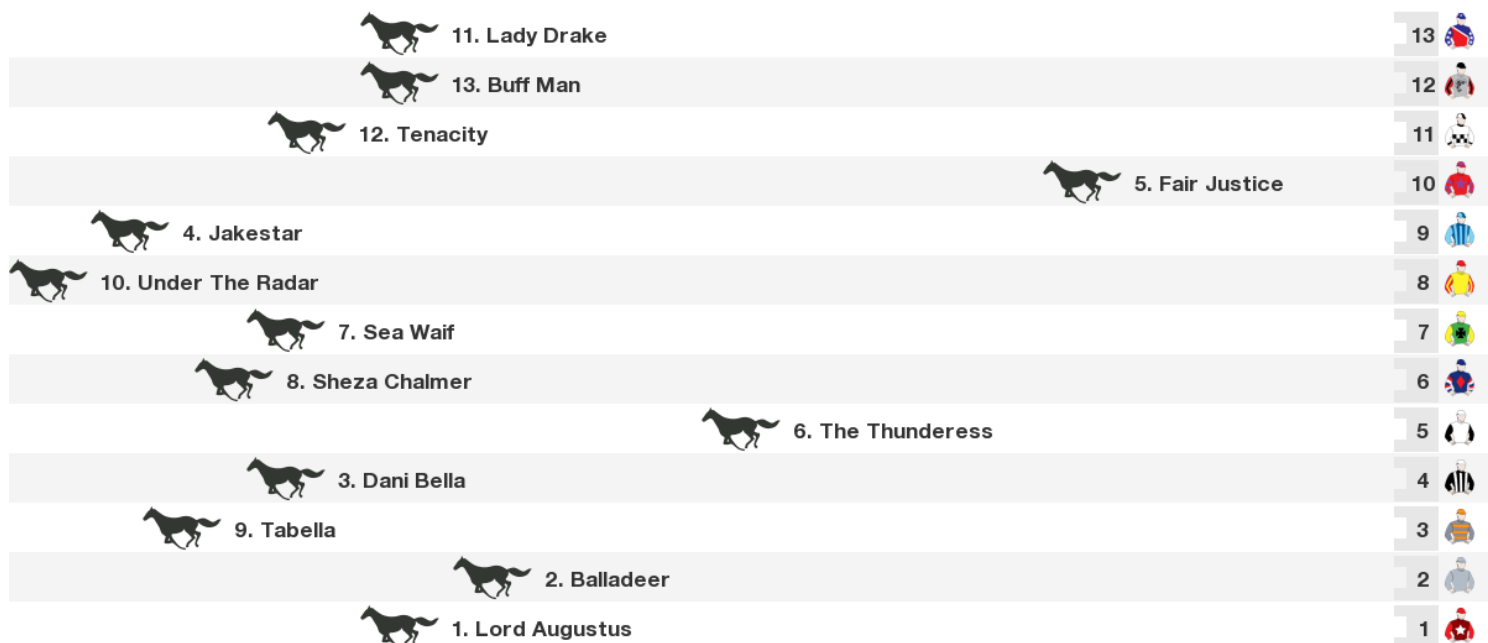 11. Lady Drake 13
13. Buff Man 12
12. Tenacity 11
5. Fair Justice 10
4. Jakestar 9
10. Under The Radar 8
7. Sea Waif 7
8. Sheza Chalmer 6
6. The Thunderess 5
3. Dani Bella 4
9. Tabella 3
2. Balladeer 2
1. Lord Augustus 1